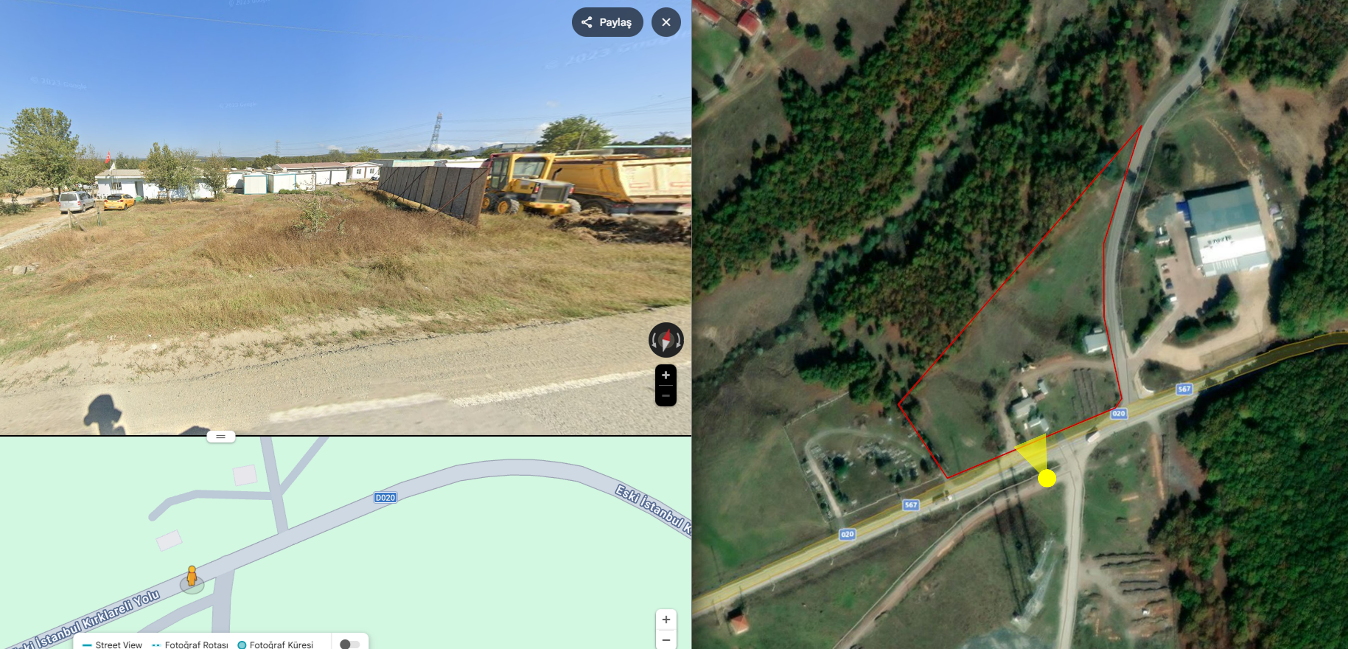 Paylaş
D020
Eski İstanbul K
Eski İstanbul Kırklareli Yolu
Street View
Fotoğraf Rotası
Fotoğraf Küresi
+
−
+
−
567
020
567
020